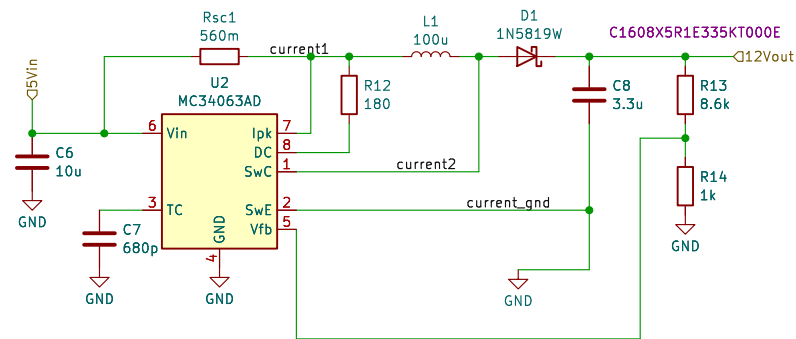 Rsc1
560m
current1
L1
100u
D1
1N5819W
C1608X5R1E335KT000E
5Vin
12Vout
U2
MC34063AD
R12
180
C8
3.3u
R13
8.6k
6
Vin
Ipk
7
DC
8
SwC
1
current2
C6
10u
GND
3
TC
SwE
2
current_gnd
Vfb
5
R14
1k
C7
680p
GND
4
GND
GND
GND
GND